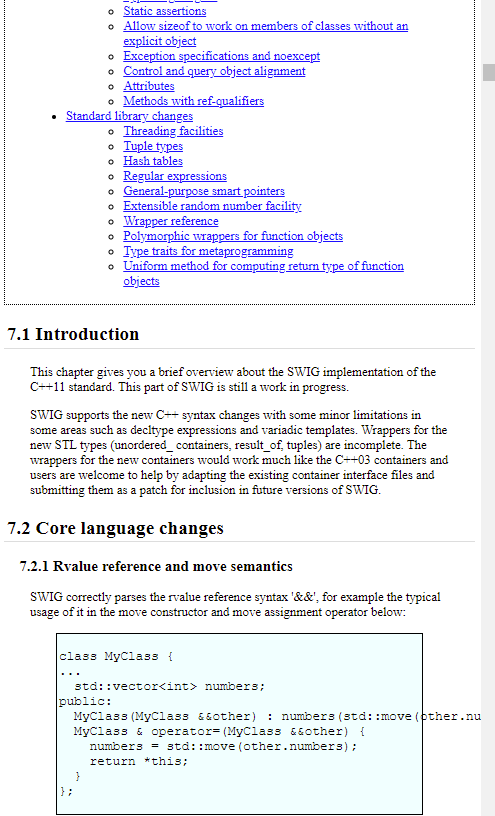 Static assertions
Allow sizeof to work on members of classes without an
explicit object
Exception specifications and noexcept
Control and query object alignment
Attributes
Methods with ref-qualifiers
Standard library changes
Threading facilities
Tuple types
Hash tables
Regular expressions
General-purpose smart pointers
Extensible random number facility
Wrapper reference
Polymorphic wrappers for function objects
Type traits for metaprogramming
Uniform method for computing return type of function
objects
7.1 Introduction
This chapter gives you a brief overview about the SWIG implementation of the
C++11 standard. This part of SWIG is still a work in progress.
SWIG supports the new C++ syntax changes with some minor limitations in
some areas such as decltype expressions and variadic templates. Wrappers for the
new STL types (unordered_ containers, result_of, tuples) are incomplete. The
wrappers for the new containers would work much like the C++03 containers and
users are welcome to help by adapting the existing container interface files and
submitting them as a patch for inclusion in future versions of SWIG.
7.2 Core language changes
7.2.1 Rvalue reference and move semantics
SWIG correctly parses the rvalue reference syntax '&&', for example the typical
usage of it in the move constructor and move assignment operator below:
class MyClass {
...
  std::vector<int> numbers;
public:
  MyClass(MyClass &&other) : numbers(std::move(other.nu
  MyClass & operator=(MyClass &&other) {
    numbers = std::move(other.numbers);
    return *this;
  }
};